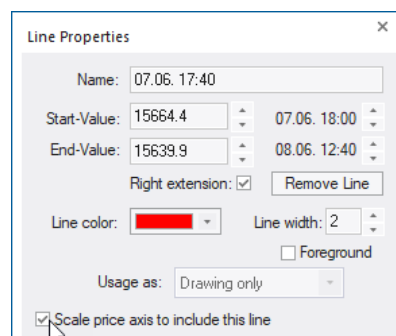 Line Properties
Name: 07.06. 17:40
Start-Value: 15664.4 07.06. 18:00
End-Value: 15639.9 08.06. 12:40
Right extension: Remove Line
Line color: Line width: 2
Foreground
Usage as: Drawing only
Scale price axis to include this line